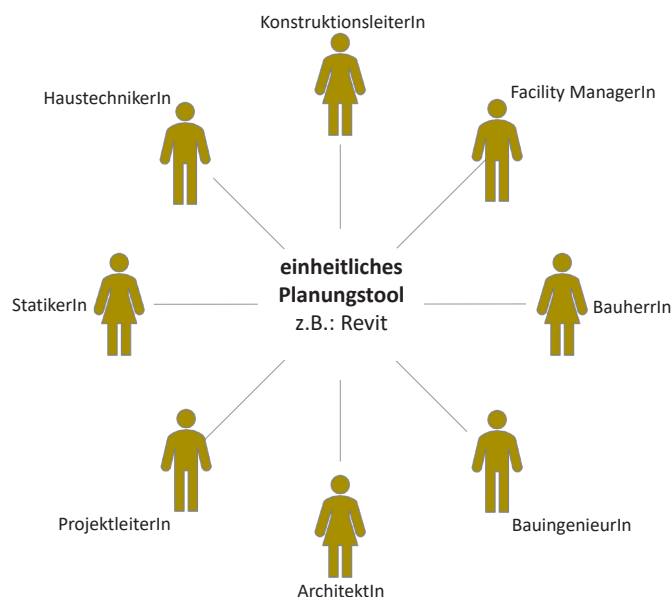 KonstruktionsleiterIn
HaustechnikerIn
Facility ManagerIn
einheitliches
Planungstool
z.B.: Revit
StatikerIn
BauherrIn
ProjektleiterIn
BauingenieurIn
ArchitektIn